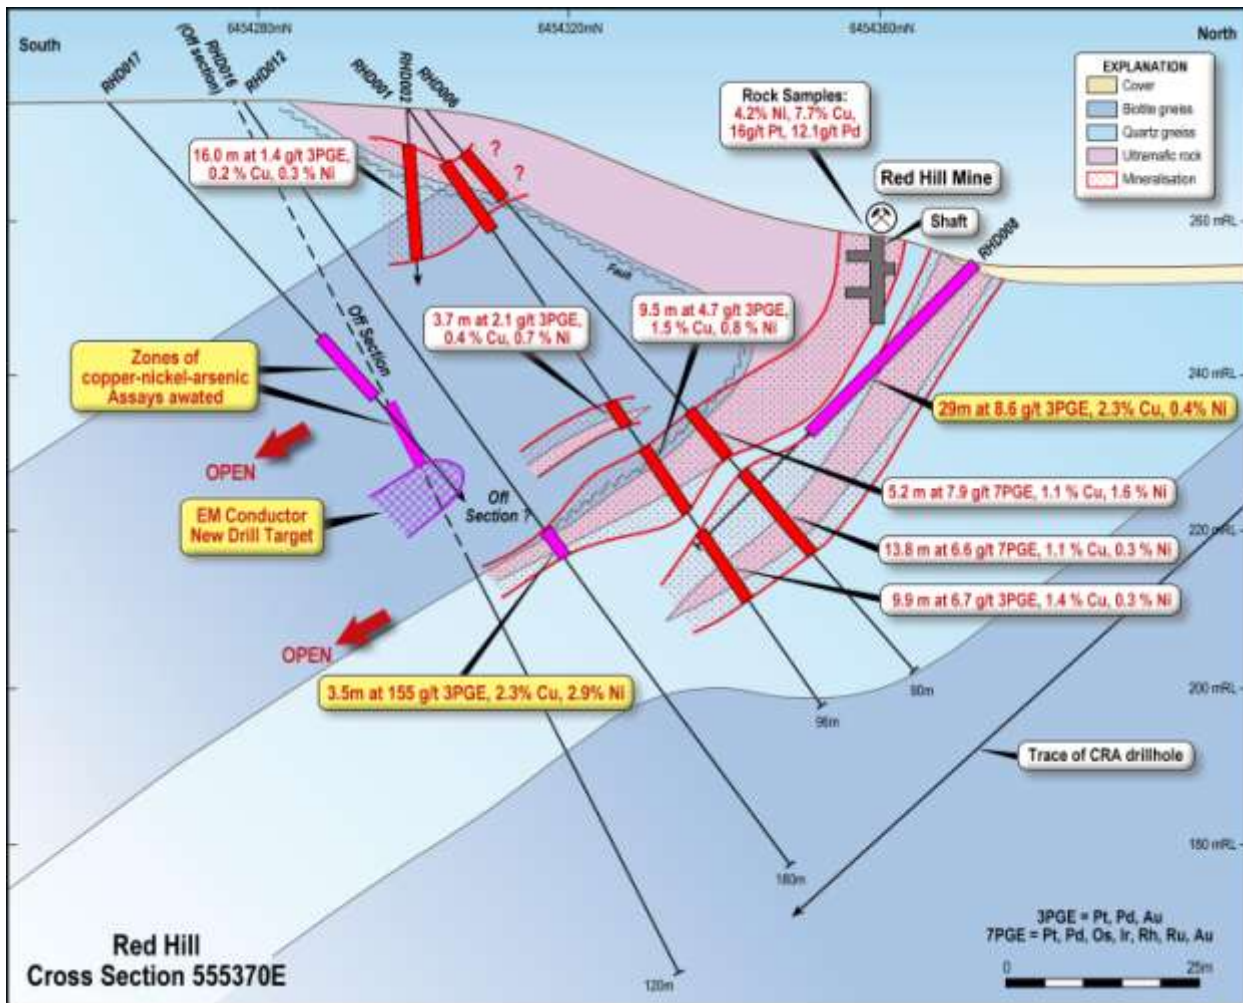 6454280mN
6454320mN
6454360mN
South
North
RHD017
RHD016
(Off section)
RHD012
RHD001
RHD002
RHD006
EXPLANATION
Cover
Biotite gneiss
Quartz gneiss
Ultramafic rock
Mineralisation
Rock Samples:
4.2% Ni, 7.7% Cu,
16g/t Pt, 12.1g/t Pd
16.0 m at 1.4 g/t 3PGE,
0.2 % Cu, 0.3 % Ni
?
?
Red Hill Mine
Shaft
RHD008
260 mRL
Fault
3.7 m at 2.1 g/t 3PGE,
0.4 % Cu, 0.7 % Ni
9.5 m at 4.7 g/t 3PGE,
1.5 % Cu, 0.8 % Ni
Off Section
Zones of
copper-nickel-arsenic
Assays awated
240 mRL
29m at 8.6 g/t 3PGE, 2.3% Cu, 0.4% Ni
OPEN
5.2 m at 7.9 g/t 7PGE, 1.1 % Cu, 1.6 % Ni
EM Conductor
New Drill Target
Off
Section ?
220 mRL
13.8 m at 6.6 g/t 7PGE, 1.1 % Cu, 0.3 % Ni
9.9 m at 6.7 g/t 3PGE, 1.4 % Cu, 0.3 % Ni
OPEN
3.5m at 155 g/t 3PGE, 2.3% Cu, 2.9% Ni
200 mRL
96m
Trace of CRA drillhole
180 mRL
180m
3PGE = Pt, Pd, Au
7PGE = Pt, Pd, Os, Ir, Rh, Ru, Au
Red Hill
Cross Section 555370E
0
25m
120m